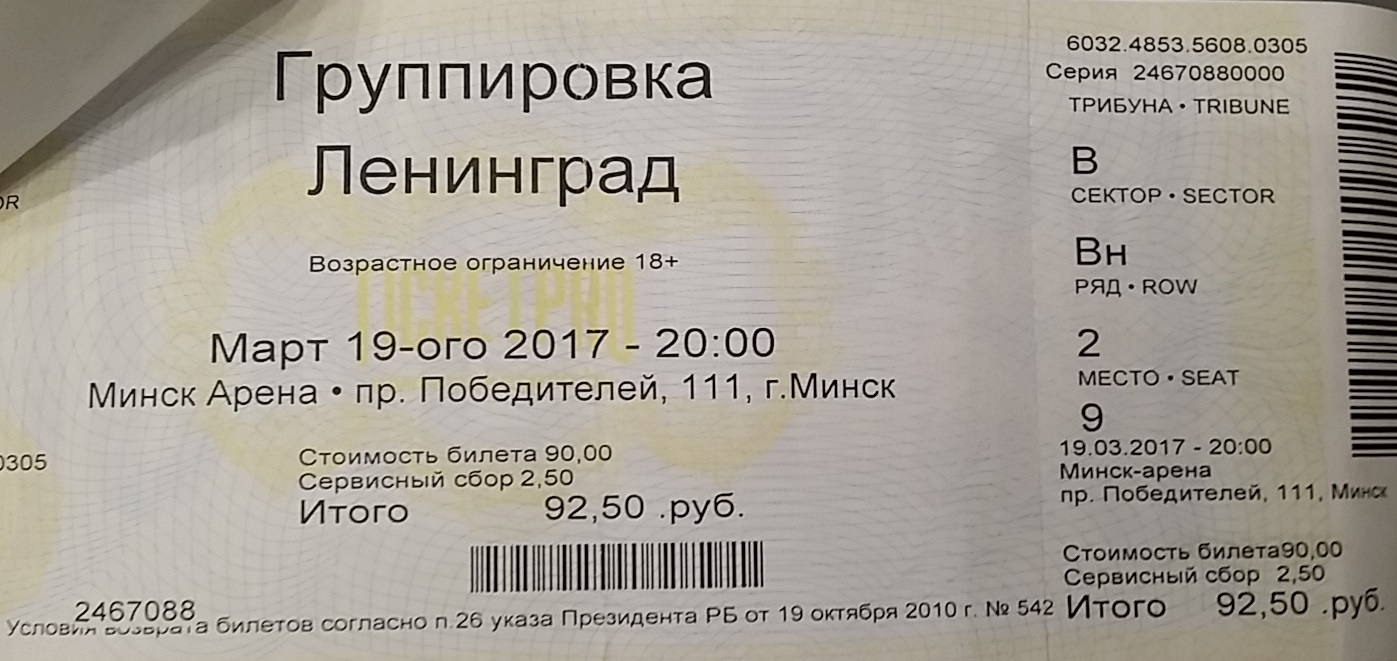 Группировка
Ленинград
Возрастное ограничение 18+
TICKETPRO
Март 19-ого 2017 - 20:00
Минск Арена • пр. Победителей, 111, г.Минск
Стоимость билета 90,00
Сервисный сбор 2,50
Итого 92,50 .руб.
2467088
Условия возврата билетов согласно п.26 указа Президента РБ от 19 октября 2010 г. № 542
OR
0305
6032.4853.5608.0305
Серия 24670880000
ТРИБУНА • TRIBUNE
B
СЕКТОР • SECTOR
Вн
РЯД • ROW
2
МЕСТО • SEAT
9
19.03.2017 - 20:00
Минск-арена
пр. Победителей, 111, Минск
Стоимость билета90,00
Сервисный сбор 2,50
Итого 92,50 .руб.